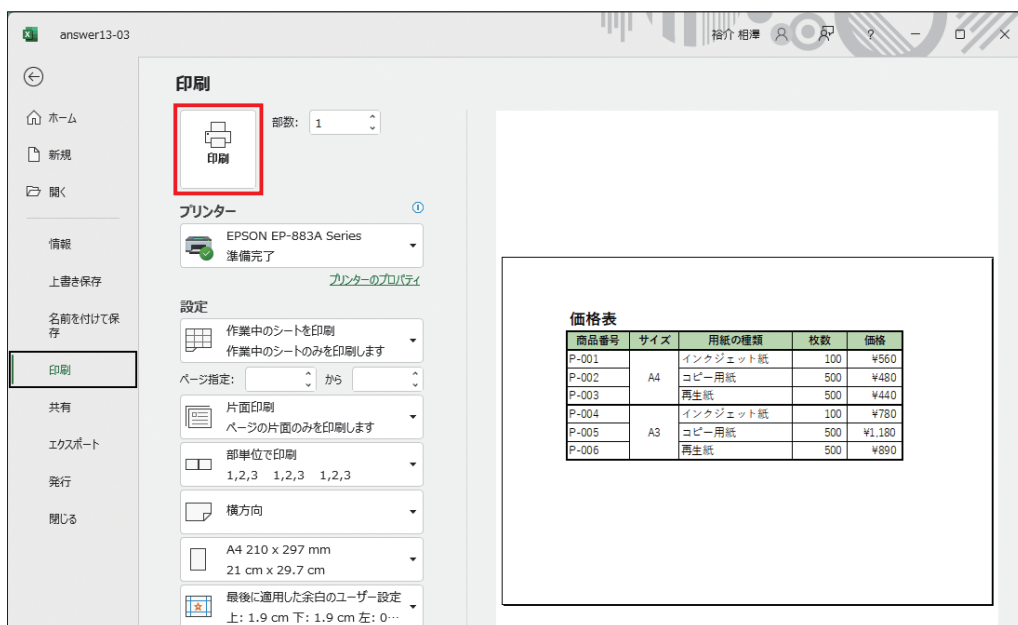 answer13-03
裕介 相澤
?
ホーム
新規
開く
情報
上書き保存
名前を付けて保
存
印刷
共有
エクスポート
発行
閉じる
印刷
印刷
部数: 1
プリンター
EPSON EP-883A Series
準備完了
プリンターのプロパティ
設定
作業中のシートを印刷
作業中のシートのみを印刷します
ページ指定: から
片面印刷
ページの片面のみを印刷します
部単位で印刷
1,2,3 1,2,3 1,2,3
横方向
A4 210 x 297 mm
21 cm x 29.7 cm
最後に適用した余白のユーザー設定
上: 1.9 cm 下: 1.9 cm 左: 0…
価格表
商品番号 サイズ 用紙の種類 枚数 価格
P-001 インクジェット紙 100 ¥560
P-002 A4 コピー用紙 500 ¥480
P-003 再生紙 500 ¥440
P-004 インクジェット紙 100 ¥780
P-005 A3 コピー用紙 500 ¥1,180
P-006 再生紙 500 ¥890